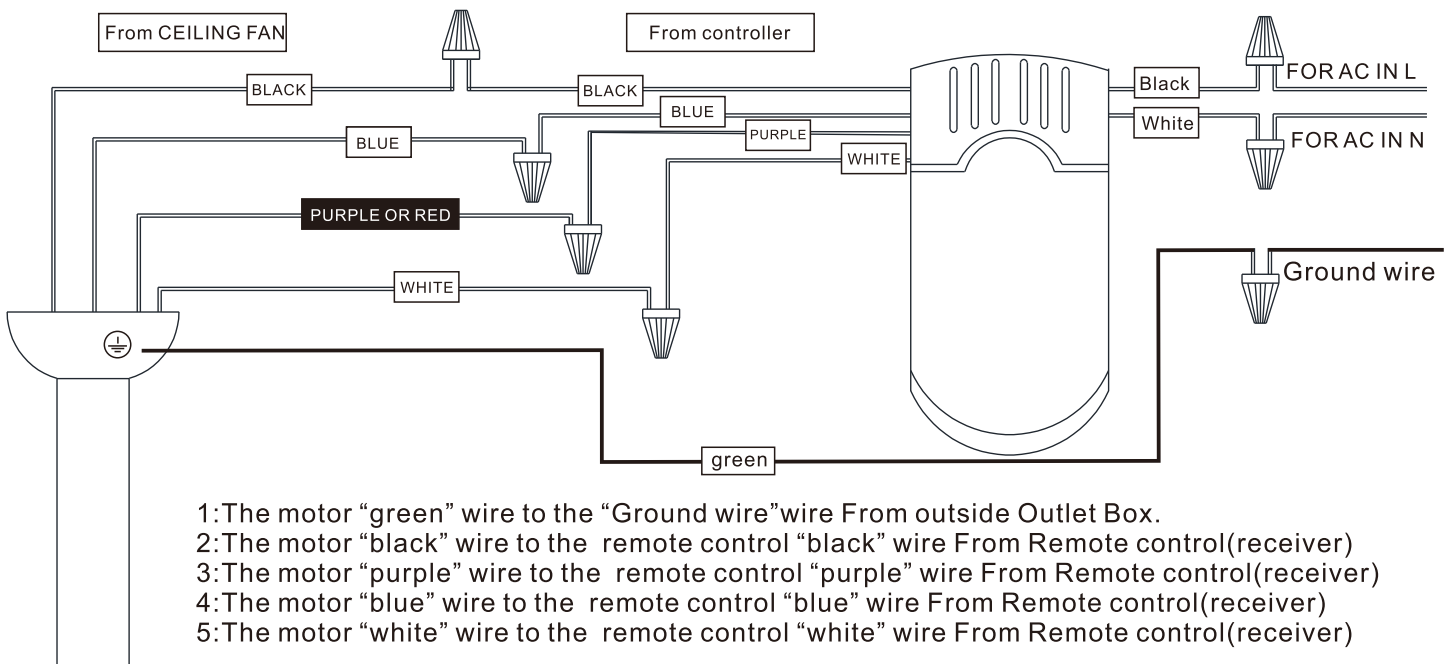 From CEILING FAN
From controller
BLACK
BLACK
Black
FOR AC IN L
BLUE
BLUE
PURPLE
White
FOR AC IN N
WHITE
PURPLE OR RED
WHITE
Ground wire
green
1:The motor “green” wire to the “Ground wire”wire From outside Outlet Box.
2:The motor “black” wire to the remote control “black” wire From Remote control(receiver)
3:The motor “purple” wire to the remote control “purple” wire From Remote control(receiver)
4:The motor “blue” wire to the remote control “blue” wire From Remote control(receiver)
5:The motor “white” wire to the remote control “white” wire From Remote control(receiver)